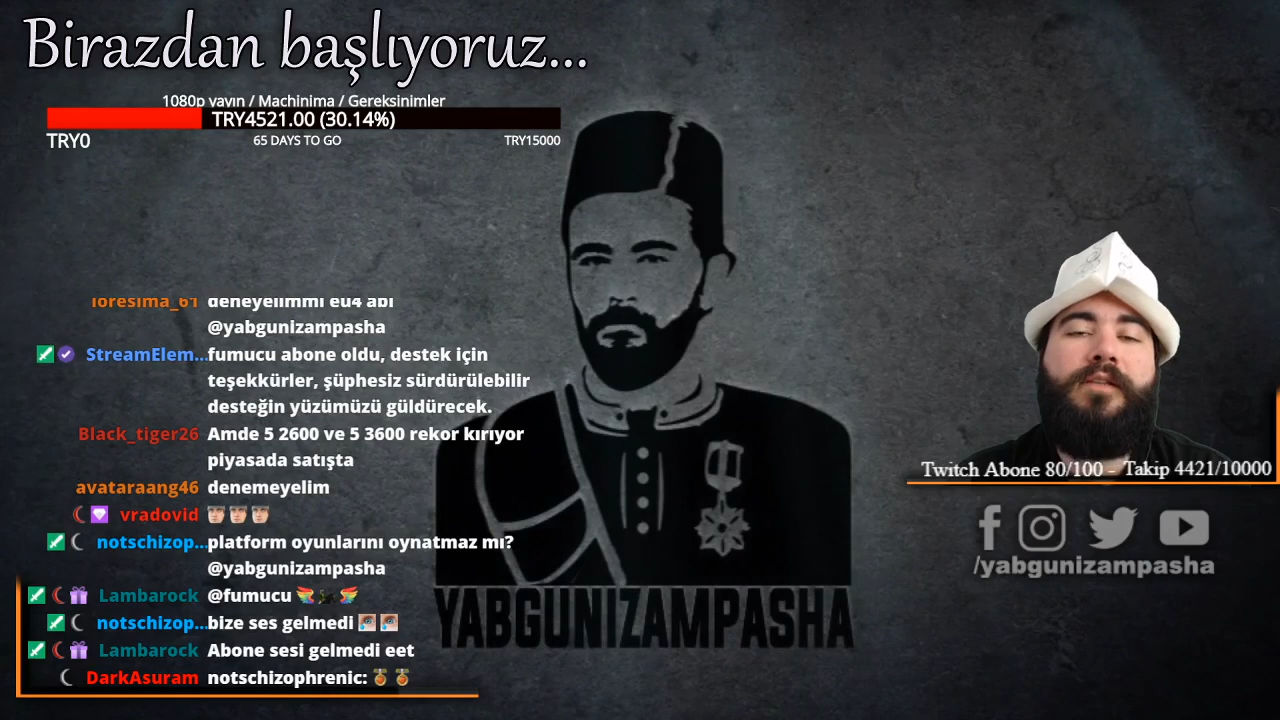 Birazdan başlıyoruz...
1080p yayın / Machinima / Gereksinimler
TRY4521.00 (30.14%)
TRY0
65 DAYS TO GO
TRY15000
loresima_61 deneyelimmi eu4 abi
@yabgunizampasha
StreamElem... fumucu abone oldu, destek için
teşekkürler, şüphesiz sürdürülebilir
desteğin yüzümüzü güldürecek.
Black_tiger26 Amde 5 2600 ve 5 3600 rekor kırıyor
piyasada satışta
avataraang46 denemeyelim
vradovid
notschizop... platform oyunlarını oynatmaz mı?
@yabgunizampasha
Lambarock @fumucu
notschizop... bize ses gelmedi
Lambarock Abone sesi gelmedi eet
DarkAsuram notschizophrenic:
YABGUNIZAMPASHA
Twitch Abone 80/100 - Takip 4421/10000
/yabgunizampasha